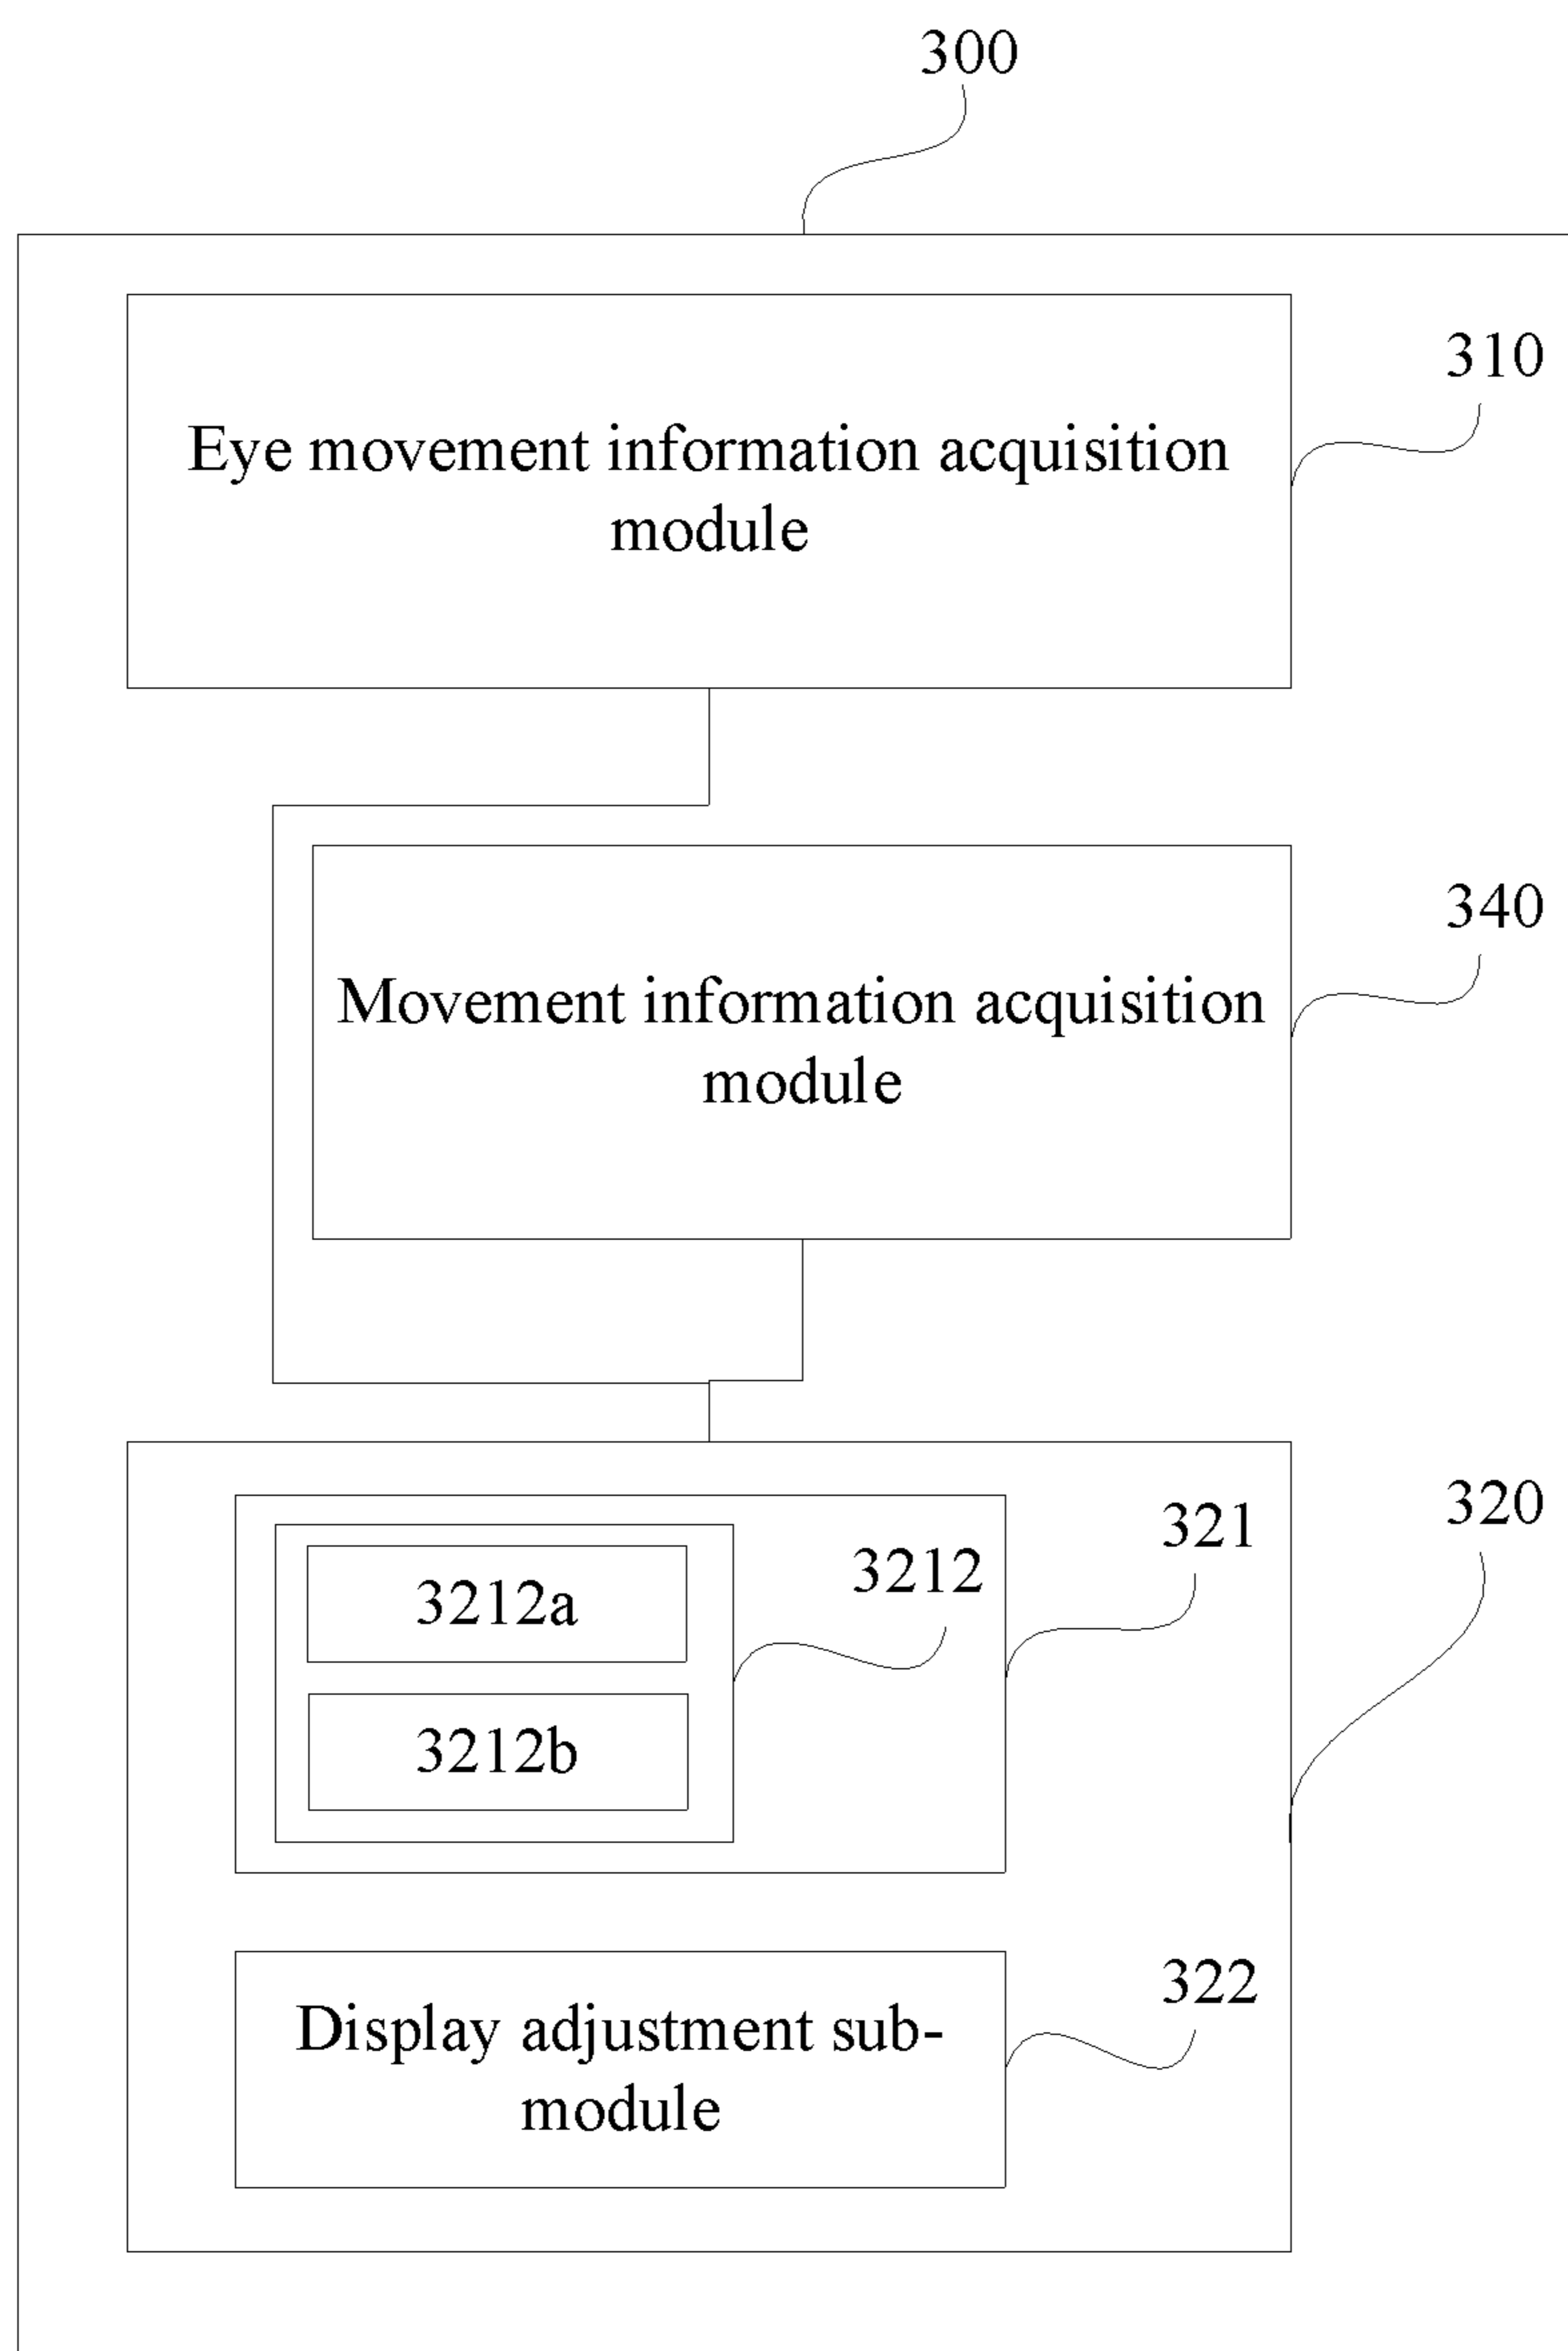 300
310
Eye movement information acquisition
module
340
Movement information acquisition
module
320
321
3212
3212a
3212b
322
Display adjustment sub-
module